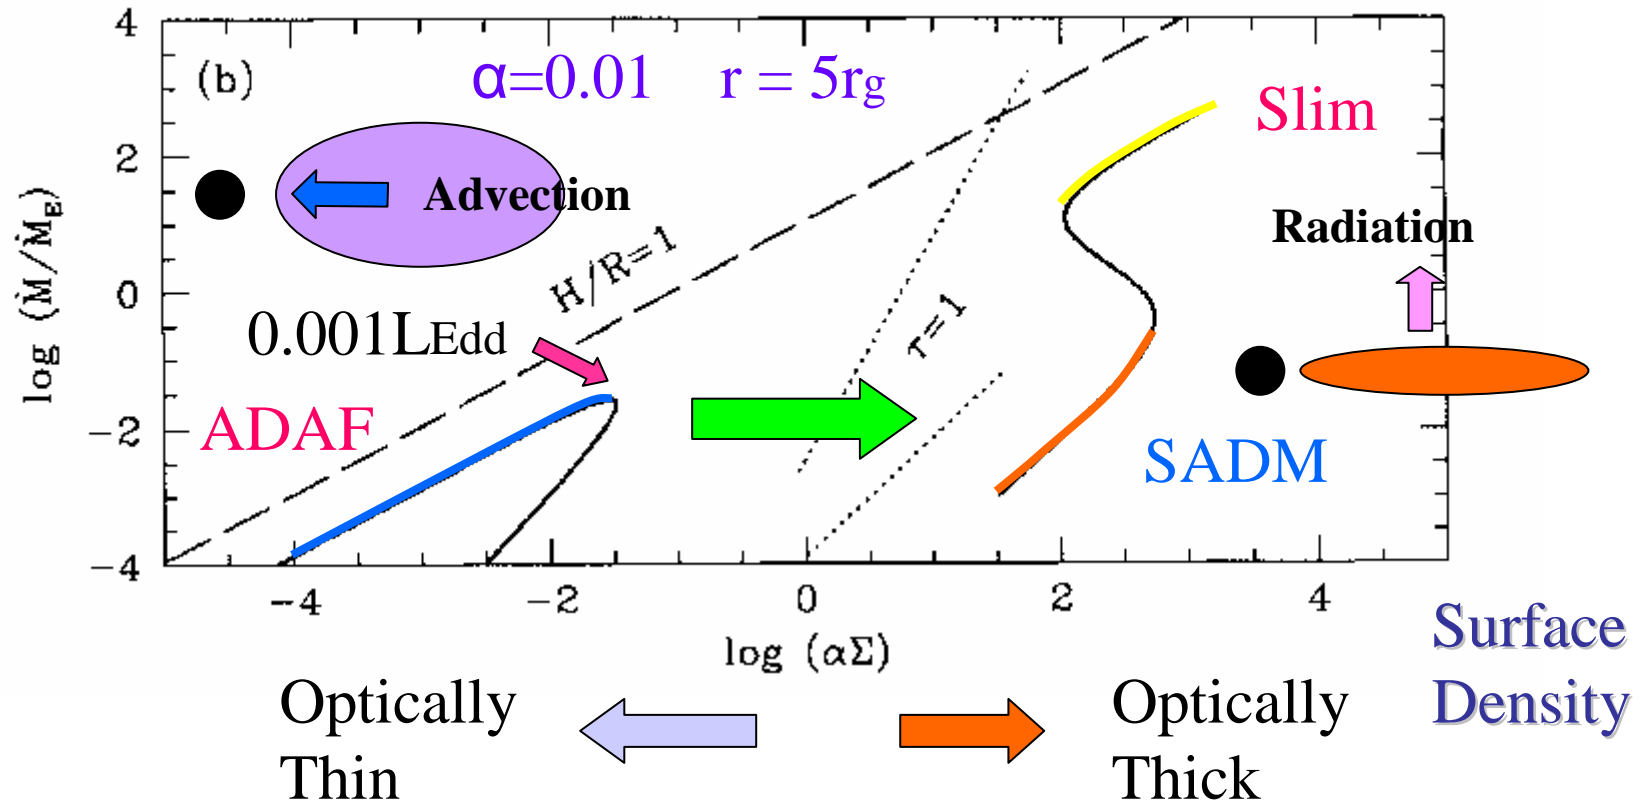 4
(b)
α=0.01 r = 5rg
Slim
2
Advection
Radiation
log (Ṁ/ṀE)
H/R=1
0
0.001LEdd
τ=1
ADAF
−2
SADM
−4
−4 −2 0 2 4
log (αΣ)
Surface
Density
Optically
Thin
Optically
Thick